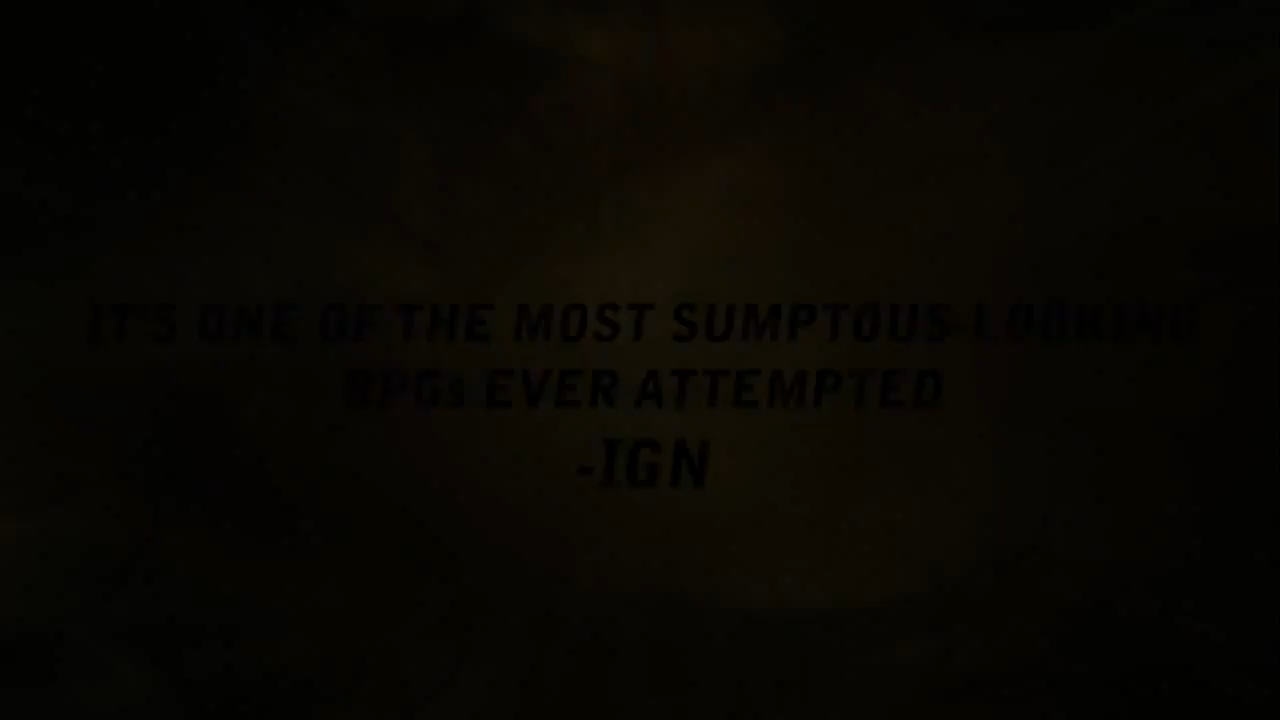 IT'S ONE OF THE MOST SUMPTOUS-LOOKING
RPGs EVER ATTEMPTED
-IGN